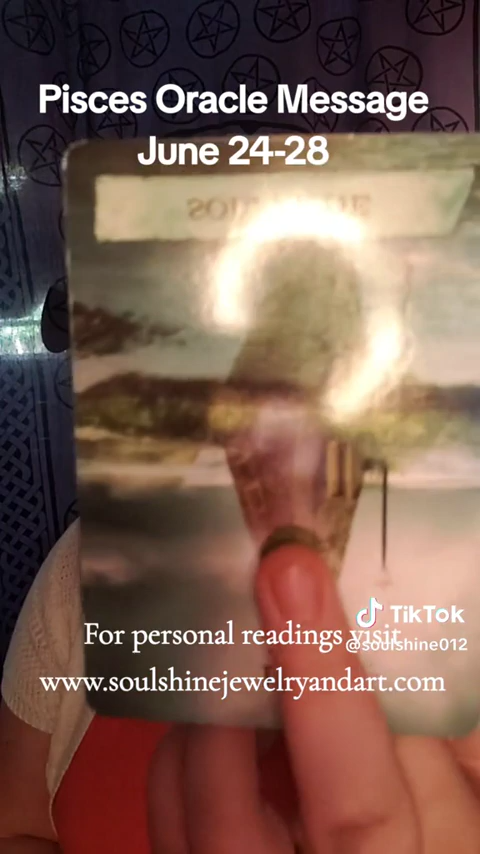 Pisces Oracle Message
June 24-28
For personal readings visit
TikTok
@soulshine012
www.soulshinejewelryandart.com